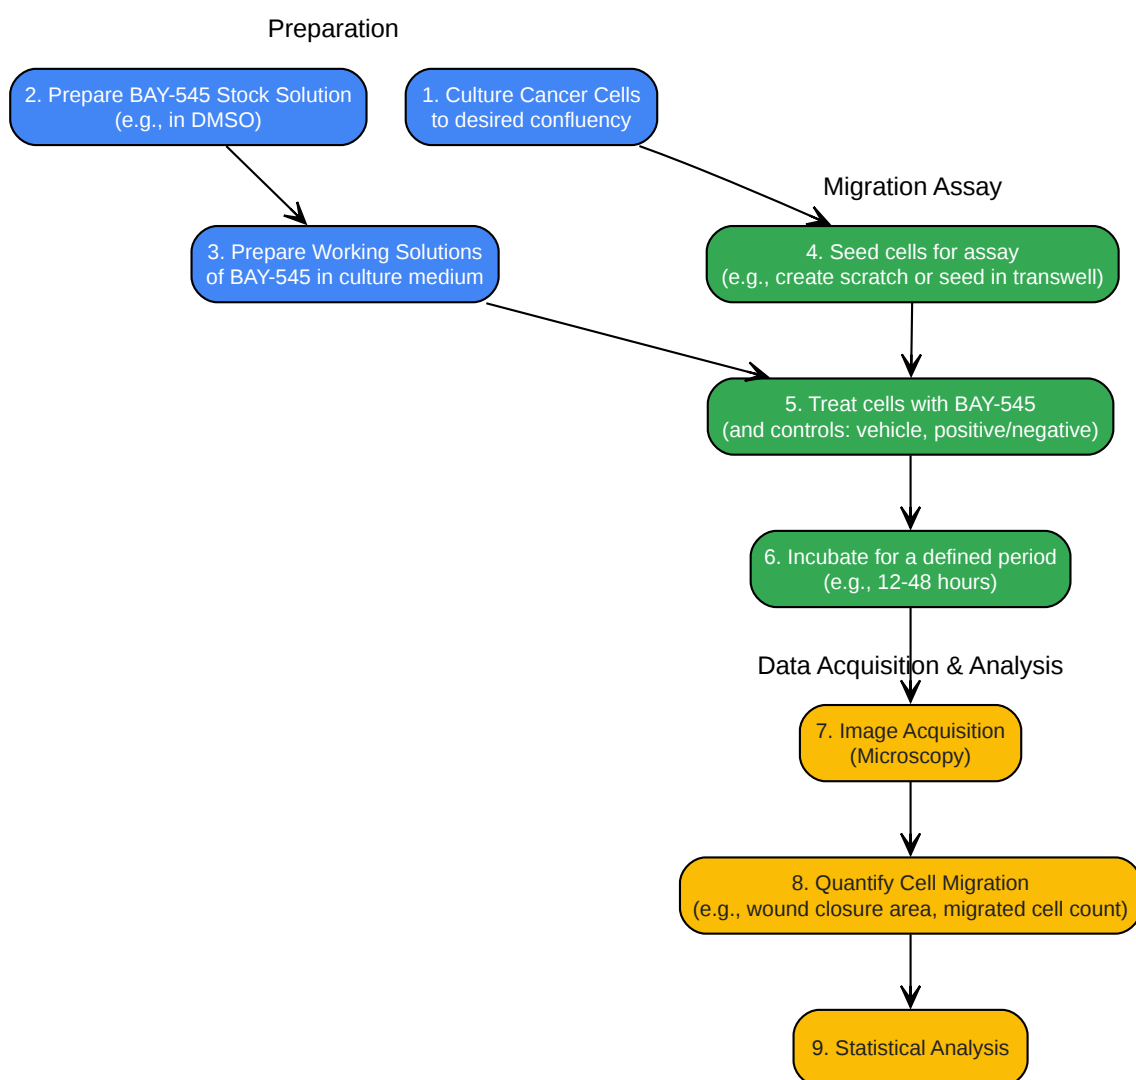 Preparation
2. Prepare BAY-545 Stock Solution
(e.g., in DMSO)
1. Culture Cancer Cells
to desired confluency
Migration Assay
3. Prepare Working Solutions
of BAY-545 in culture medium
4. Seed cells for assay
(e.g., create scratch or seed in transwell)
5. Treat cells with BAY-545
(and controls: vehicle, positive/negative)
6. Incubate for a defined period
(e.g., 12-48 hours)
Data Acquisition & Analysis
7. Image Acquisition
(Microscopy)
8. Quantify Cell Migration
(e.g., wound closure area, migrated cell count)
9. Statistical Analysis